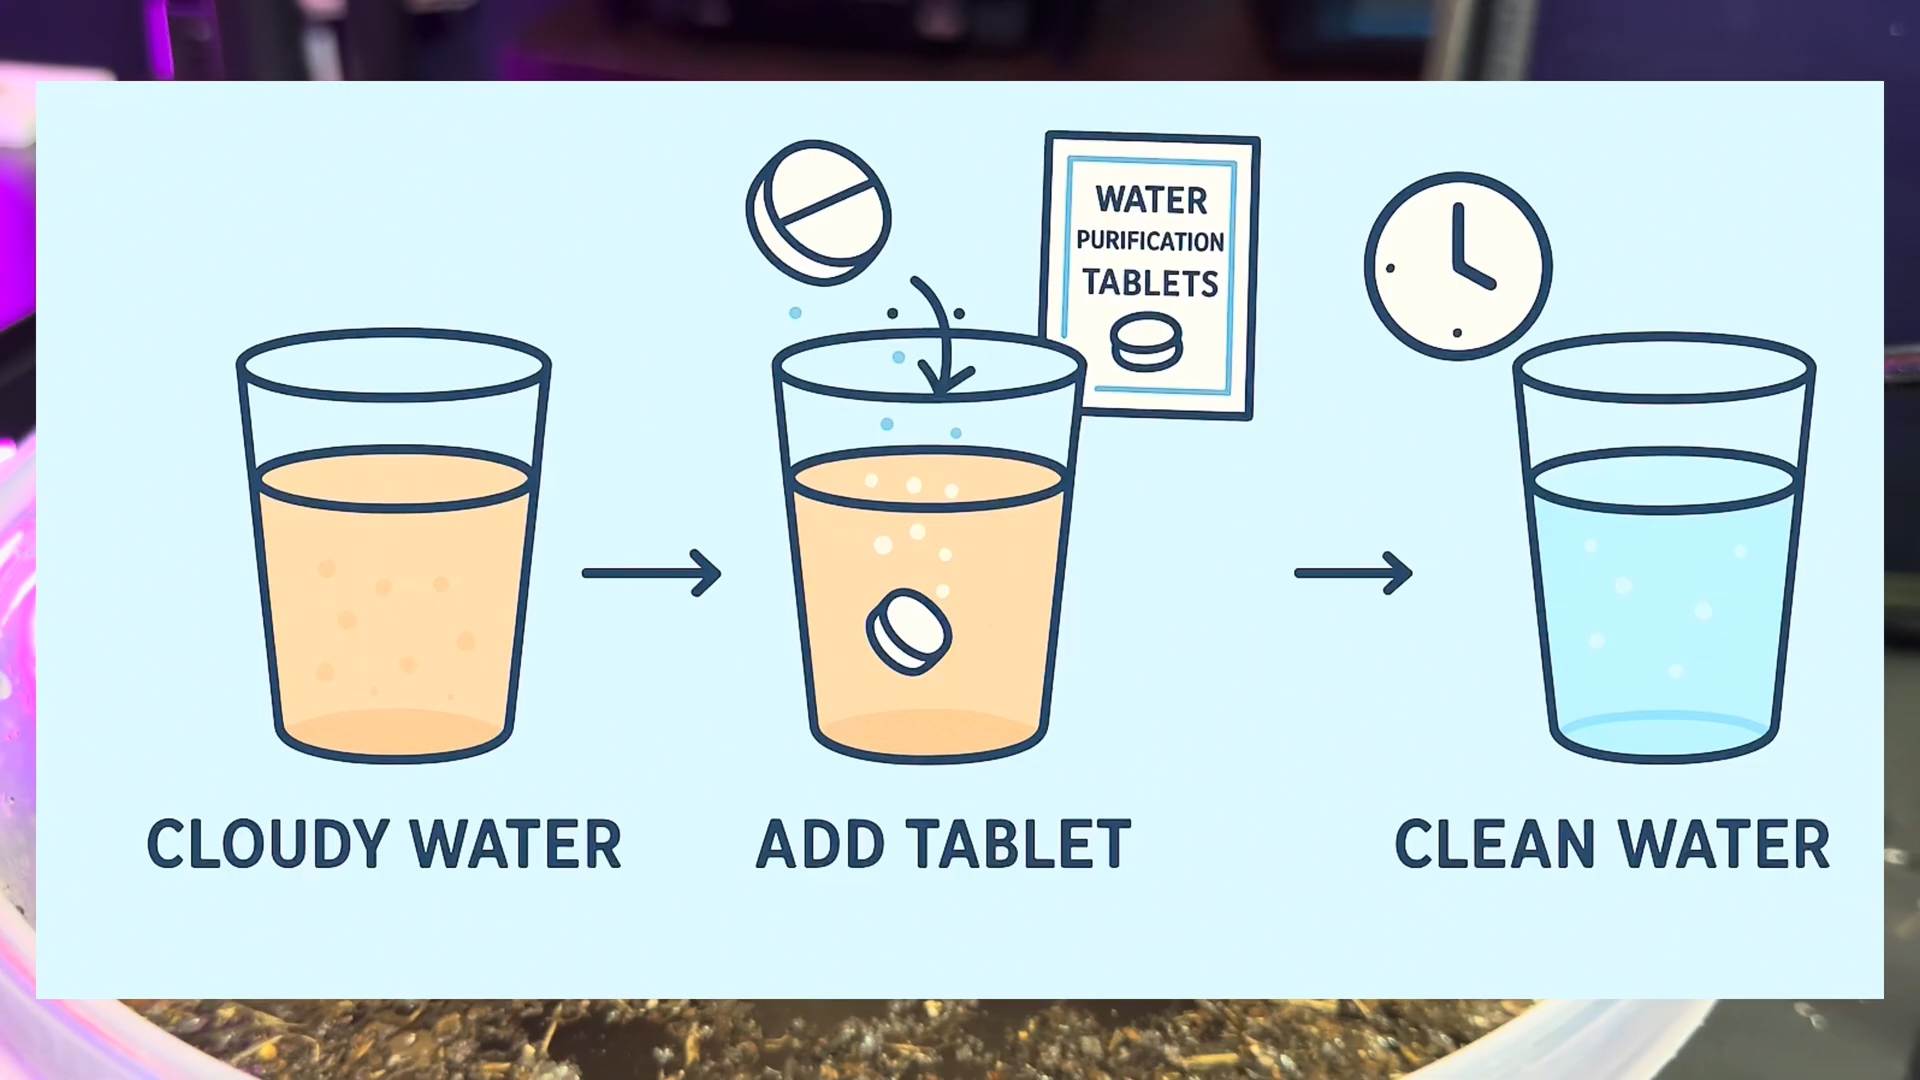 WATER
PURIFICATION
TABLETS
CLOUDY WATER
ADD TABLET
CLEAN WATER